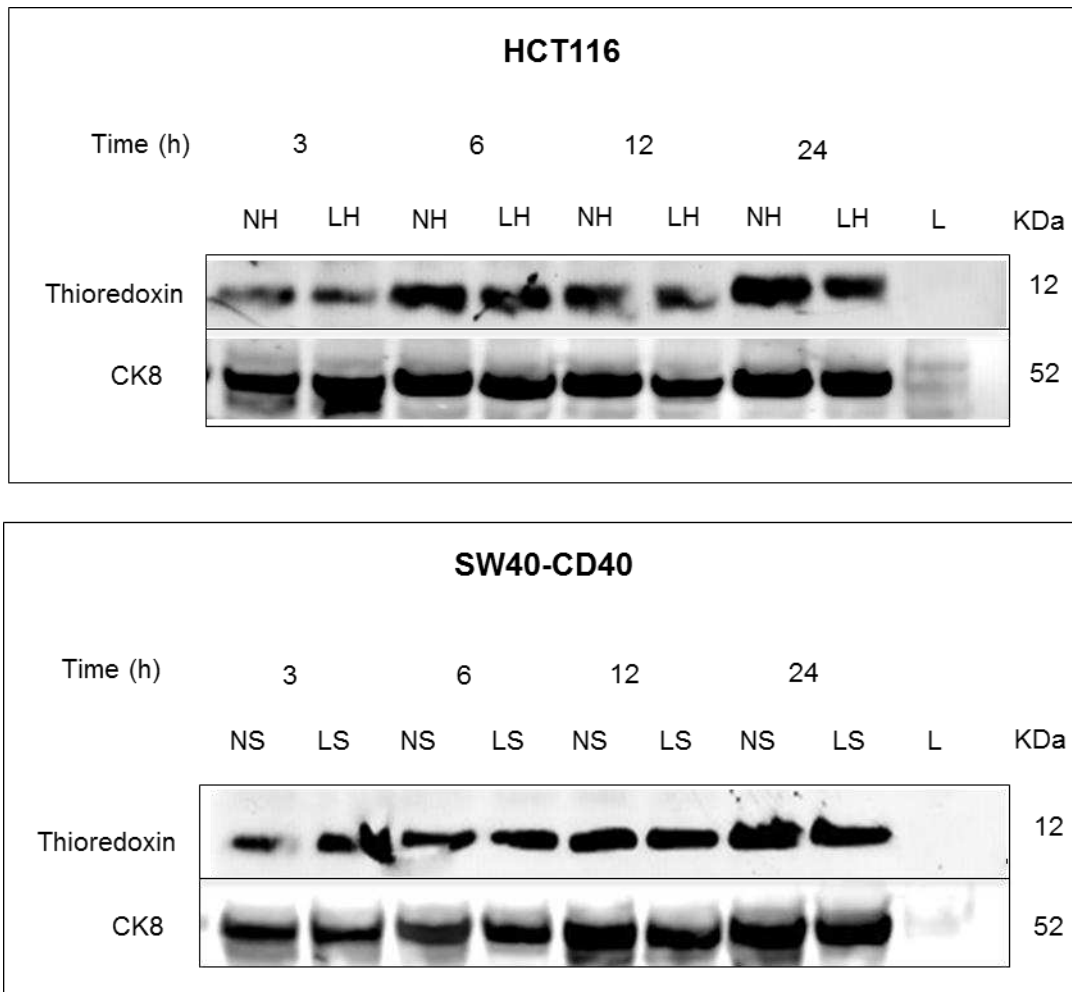 HCT116
Time (h) 3 6 12 24
NH LH NH LH NH LH NH LH L KDa
Thioredoxin 12
CK8 52
SW40-CD40
Time (h) 3 6 12 24
NS LS NS LS NS LS NS LS L KDa
Thioredoxin 12
CK8 52